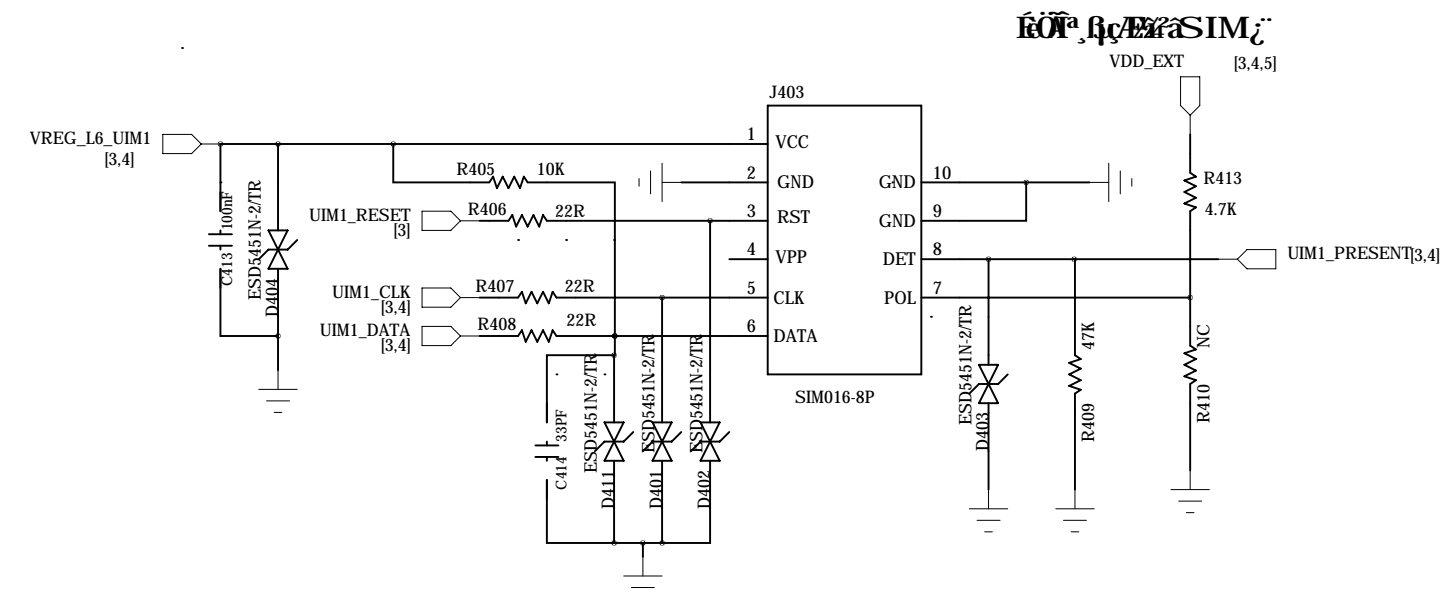 VDD_EXT [3,4,5]
J403
VREG_L6_UIM1
[3,4]
1 VCC
R405 10K
2 GND
GND 10
R413
4.7K
UIM1_RESET
[3]
R406 22R
3 RST
GND 9
4 VPP
DET 8
UIM1_PRESENT[3,4]
UIM1_CLK
[3,4]
R407 22R
5 CLK
POL 7
UIM1_DATA
[3,4]
R408 22R
6 DATA
C413 100nF
ESD5451N-2/TR
D404
SIM016-8P
C414 33PF
ESD5451N-2/TR
D411
ESD5451N-2/TR
D401
ESD5451N-2/TR
D402
ESD5451N-2/TR
D403
47K
R409
NC
R410